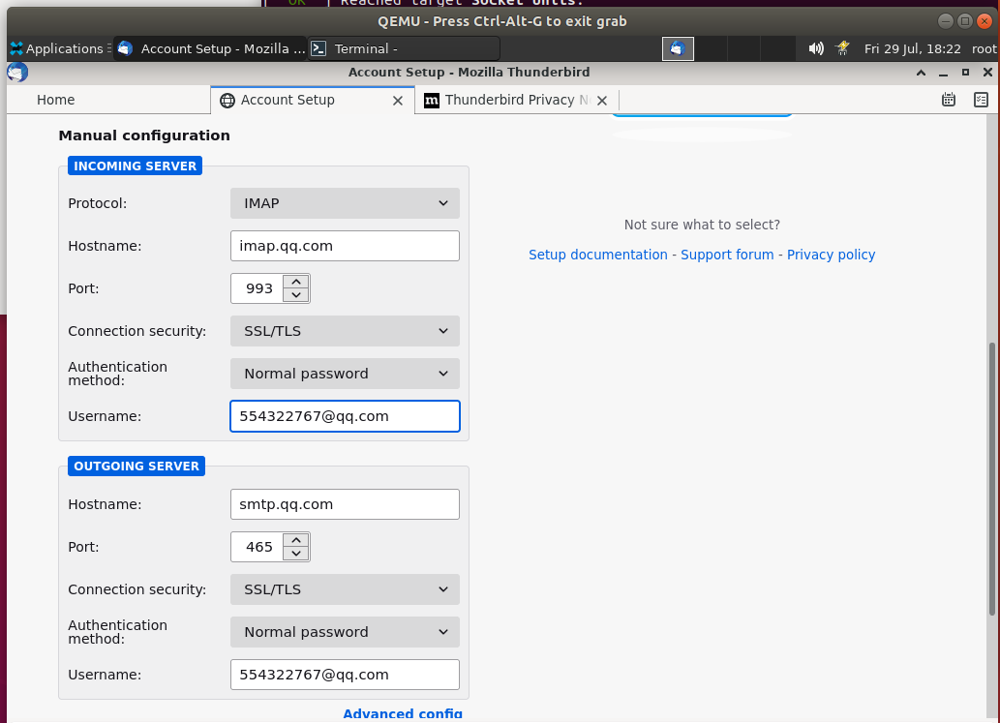 OK ] Reached target Socket Units.
QEMU - Press Ctrl-Alt-G to exit grab
Applications Account Setup - Mozilla ... Terminal - Fri 29 Jul, 18:22 root
Account Setup - Mozilla Thunderbird
Home Account Setup m Thunderbird Privacy N
Manual configuration
INCOMING SERVER
Protocol: IMAP
Hostname: imap.qq.com
Port: 993
Connection security: SSL/TLS
Authentication
method: Normal password
Username: 554322767@qq.com
OUTGOING SERVER
Hostname: smtp.qq.com
Port: 465
Connection security: SSL/TLS
Authentication
method: Normal password
Username: 554322767@qq.com
Advanced config
Not sure what to select?
Setup documentation - Support forum - Privacy policy